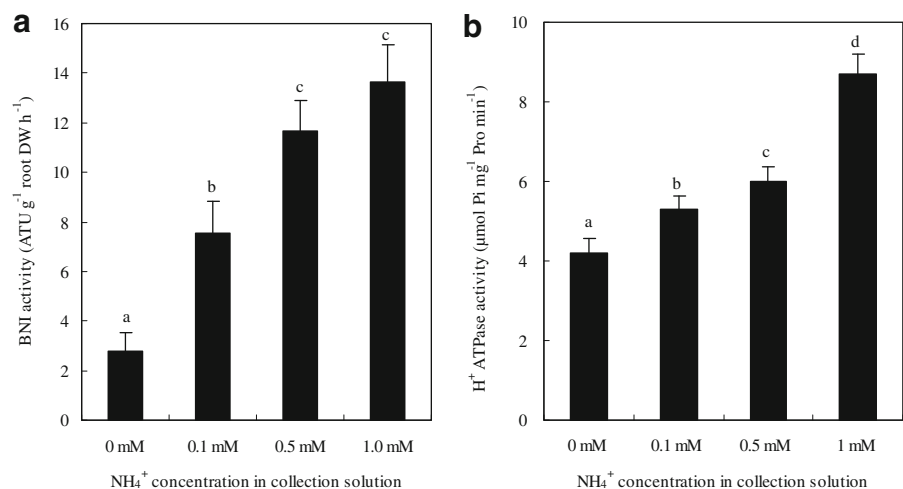 a
BNI activity (ATU g⁻¹ root DW h⁻¹)
16
14
12
10
8
6
4
2
0
a
b
c
c
0 mM 0.1 mM 0.5 mM 1.0 mM
NH₄⁺ concentration in collection solution
b
H⁺ ATPase activity (μmol Pi mg⁻¹ Pro min⁻¹)
10
8
6
4
2
0
a
b
c
d
0 mM 0.1 mM 0.5 mM 1 mM
NH₄⁺ concentration in collection solution